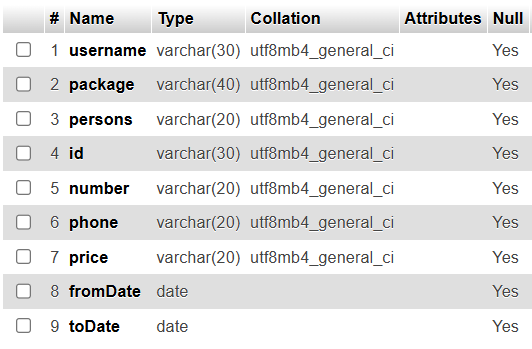 # Name Type Collation Attributes Null
1 username varchar(30) utf8mb4_general_ci Yes
2 package varchar(40) utf8mb4_general_ci Yes
3 persons varchar(20) utf8mb4_general_ci Yes
4 id varchar(30) utf8mb4_general_ci Yes
5 number varchar(20) utf8mb4_general_ci Yes
6 phone varchar(20) utf8mb4_general_ci Yes
7 price varchar(20) utf8mb4_general_ci Yes
8 fromDate date Yes
9 toDate date Yes